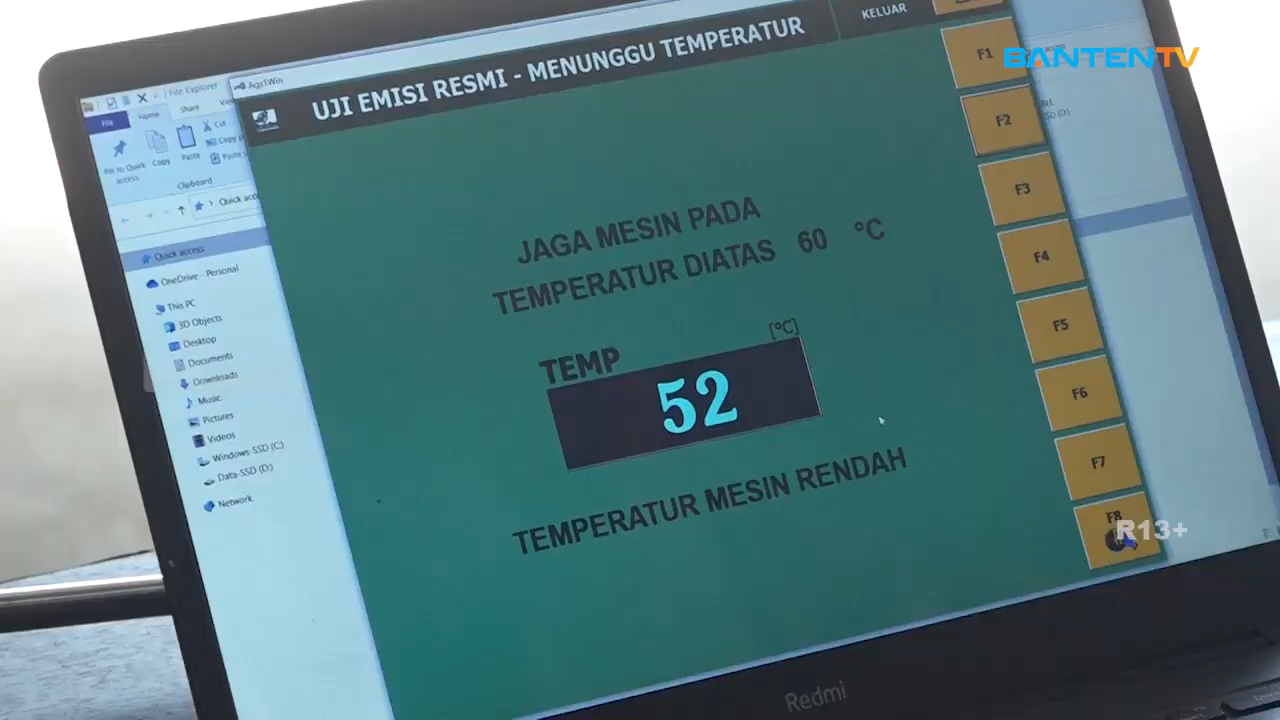 AgsTWin
UJI EMISI RESMI - MENUNGGU TEMPERATUR
KELUAR
BANTENTV
JAGA MESIN PADA
TEMPERATUR DIATAS 60 °C
[°C]
TEMP
52
TEMPERATUR MESIN RENDAH
F1
F2
F3
F4
F5
F6
F7
F8
R13+
File Explorer
File
Home
Share
Pin to Quick
access
Copy
Paste
Cut
Clipboard
Quick access
OneDrive - Personal
This PC
3D Objects
Desktop
Documents
Downloads
Music
Pictures
Videos
Windows-SSD (C:)
Data-SSD (D:)
Network
Redmi